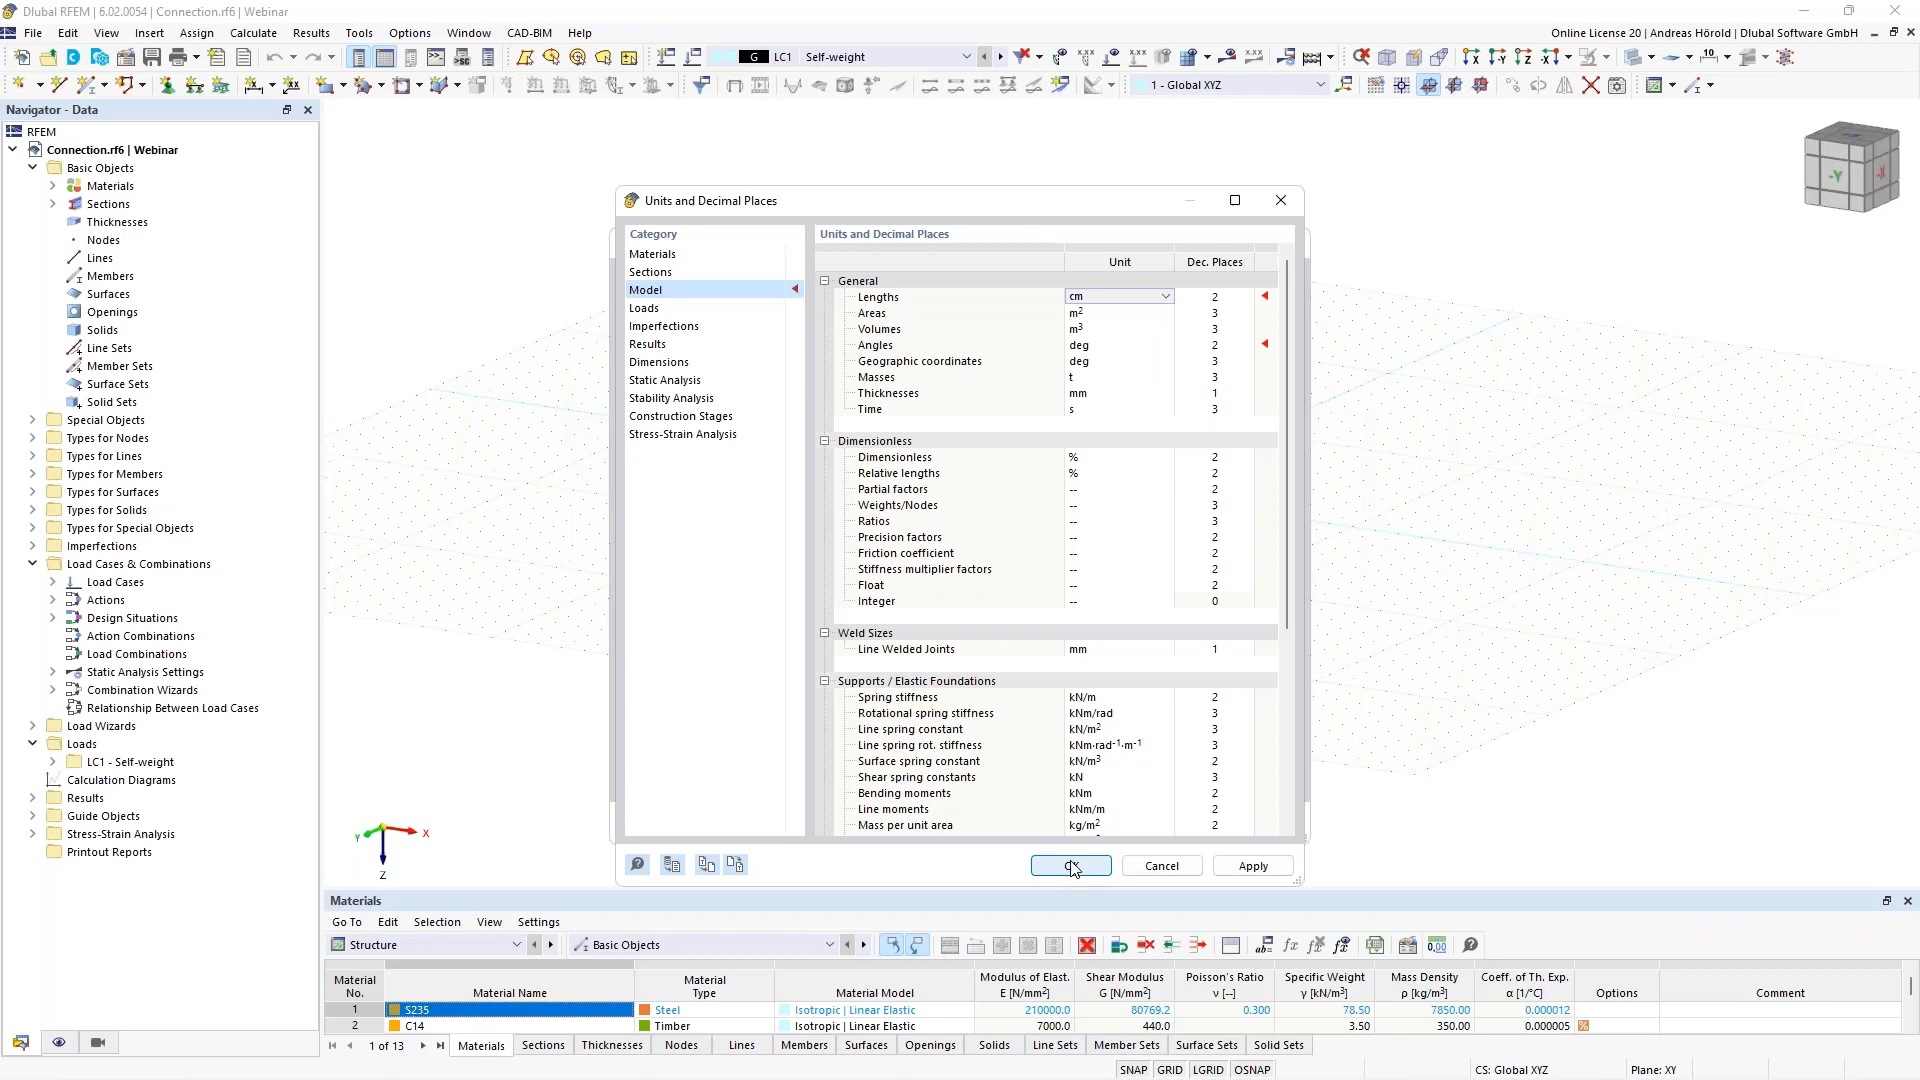 Dlubal RFEM | 6.02.0054 | Connection.rf6 | Webinar
File Edit View Insert Assign Calculate Results Tools Options Window CAD-BIM Help
Online License 20 | Andreas Hörold | Dlubal Software GmbH
G LC1 Self-weight
1 - Global XYZ
Navigator - Data
RFEM
Connection.rf6 | Webinar
Basic Objects
Materials
Sections
Thicknesses
Nodes
Lines
Members
Surfaces
Openings
Solids
Line Sets
Member Sets
Surface Sets
Solid Sets
Special Objects
Types for Nodes
Types for Lines
Types for Members
Types for Surfaces
Types for Solids
Types for Special Objects
Imperfections
Load Cases & Combinations
Load Cases
Actions
Design Situations
Action Combinations
Load Combinations
Static Analysis Settings
Combination Wizards
Relationship Between Load Cases
Load Wizards
Loads
LC1 - Self-weight
Calculation Diagrams
Results
Guide Objects
Stress-Strain Analysis
Printout Reports
-Y -X
Y X
Z
Units and Decimal Places
Category
Materials
Sections
Model
Loads
Imperfections
Results
Dimensions
Static Analysis
Stability Analysis
Construction Stages
Stress-Strain Analysis
Units and Decimal Places
Unit Dec. Places
General
Lengths cm 2
Areas m2 3
Volumes m3 3
Angles deg 2
Geographic coordinates deg 3
Masses t 3
Thicknesses mm 1
Time s 3
Dimensionless
Dimensionless % 2
Relative lengths % 2
Partial factors -- 2
Weights/Nodes -- 3
Ratios -- 3
Precision factors -- 2
Friction coefficient -- 2
Stiffness multiplier factors -- 2
Float -- 2
Integer -- 0
Weld Sizes
Line Welded Joints mm 1
Supports / Elastic Foundations
Spring stiffness kN/m 2
Rotational spring stiffness kNm/rad 3
Line spring constant kN/m2 3
Line spring rot. stiffness kNm·rad-1·m-1 3
Surface spring constant kN/m3 2
Shear spring constants kN 3
Bending moments kNm 2
Line moments kNm/m 2
Mass per unit area kg/m2 2
Cancel Apply
Materials
Go To Edit Selection View Settings
Structure Basic Objects
Material No. Material Name Material Type Material Model Modulus of Elast. E [N/mm2] Shear Modulus G [N/mm2] Poisson's Ratio ν [--] Specific Weight γ [kN/m3] Mass Density ρ [kg/m3] Coeff. of Th. Exp. α [1/°C] Options Comment
1 S235 Steel Isotropic | Linear Elastic 210000.0 80769.2 0.300 78.50 7850.00 0.000012
2 C14 Timber Isotropic | Linear Elastic 7000.0 440.0 3.50 350.00 0.000005
1 of 13 Materials Sections Thicknesses Nodes Lines Members Surfaces Openings Solids Line Sets Member Sets Surface Sets Solid Sets
SNAP GRID LGRID OSNAP CS: Global XYZ Plane: XY